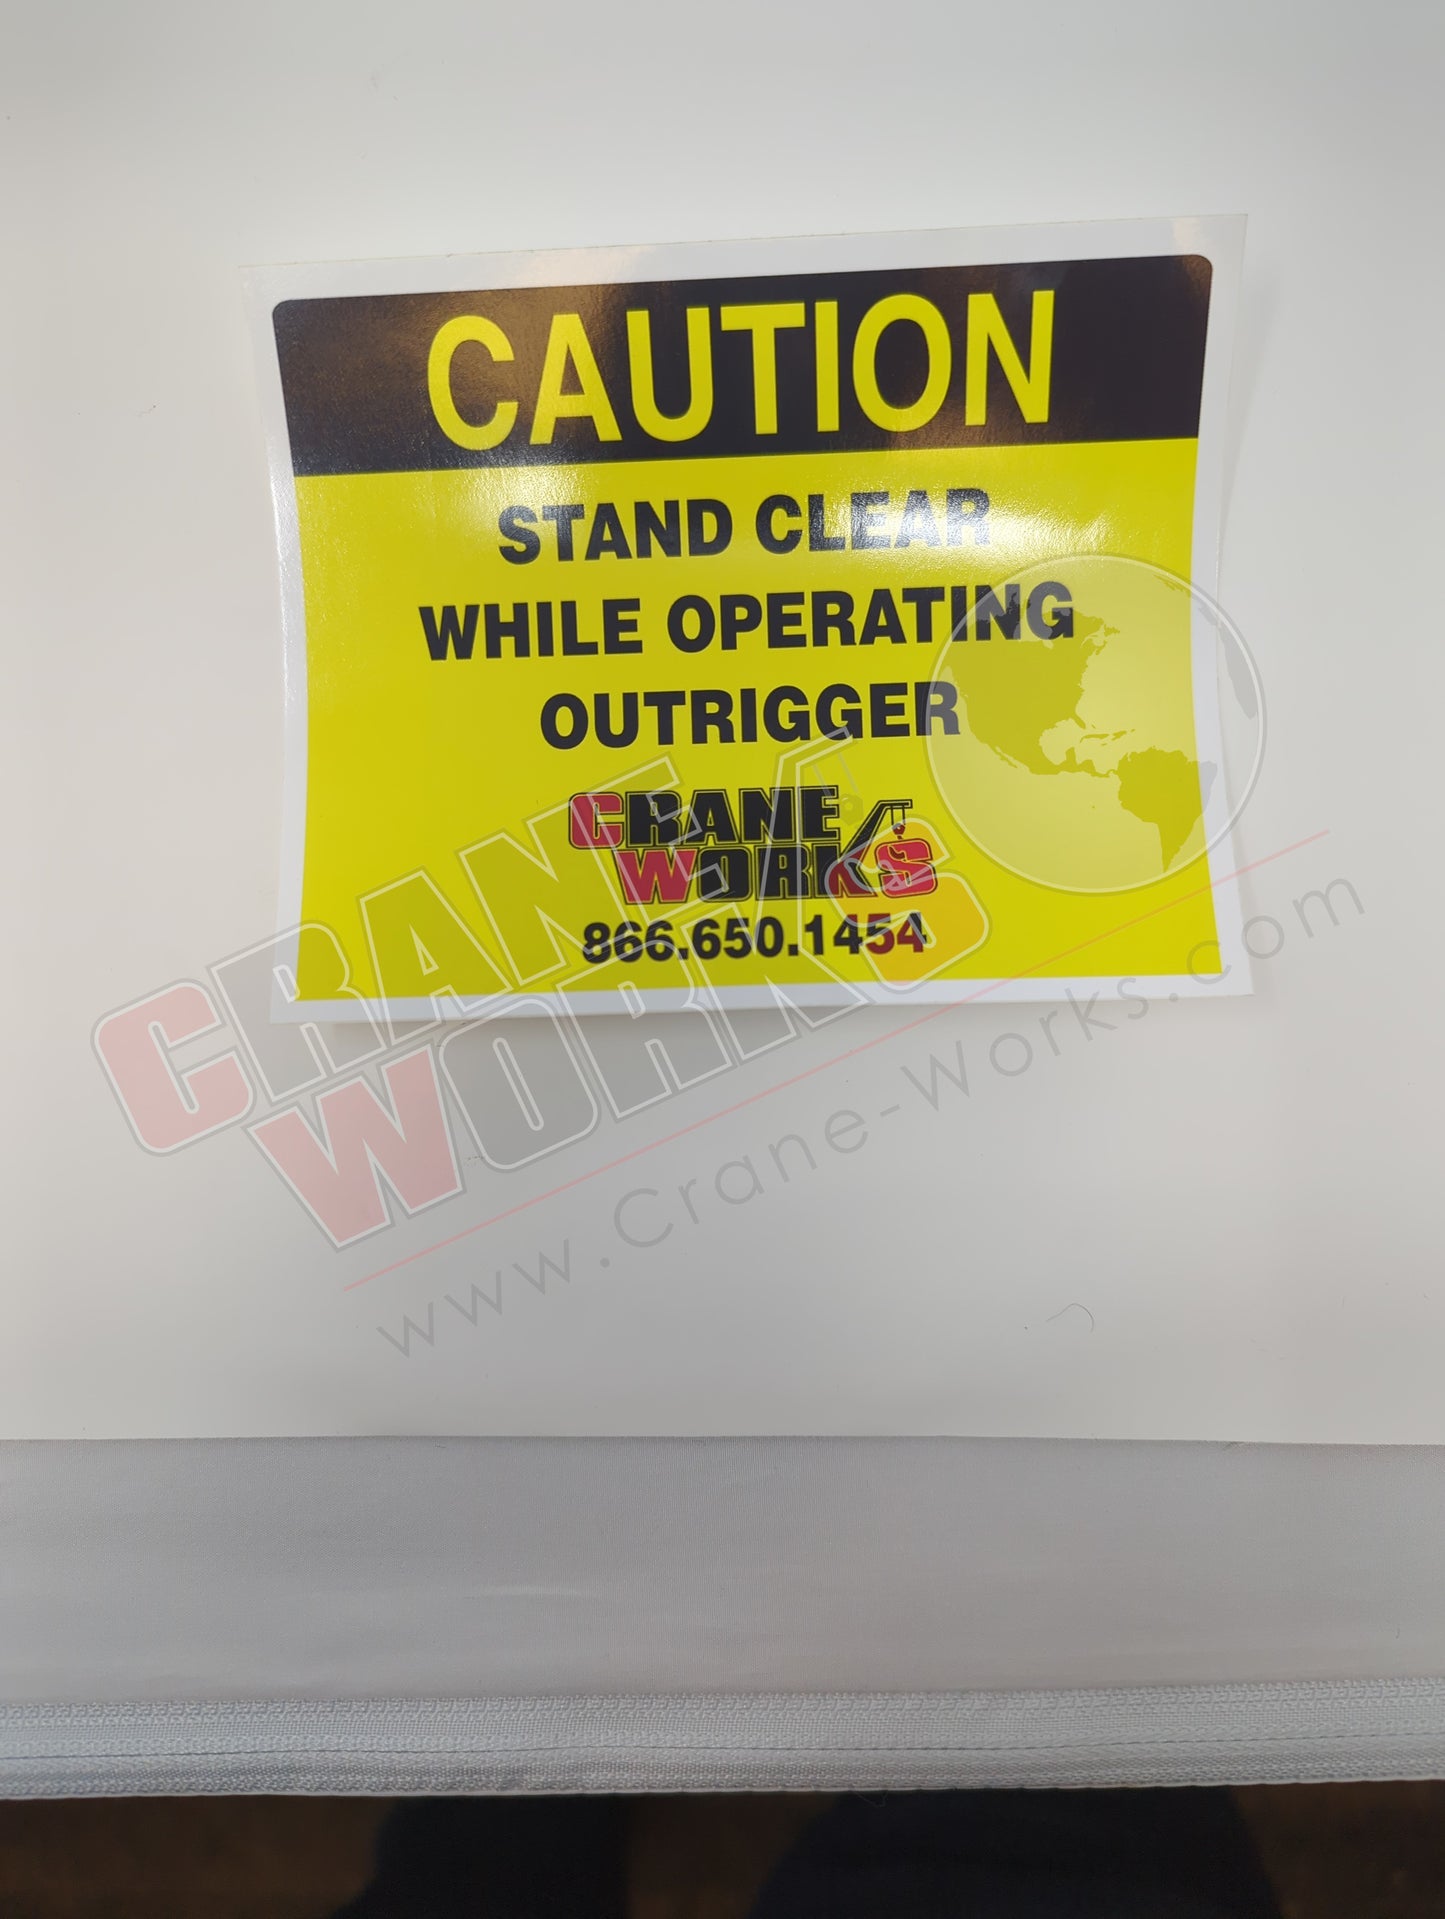 CAUTION
STAND CLEAR
WHILE OPERATING
OUTRIGGER
CRANE
WORKS
866.650.1454
CRANE
WORKS
www.Crane-Works.com